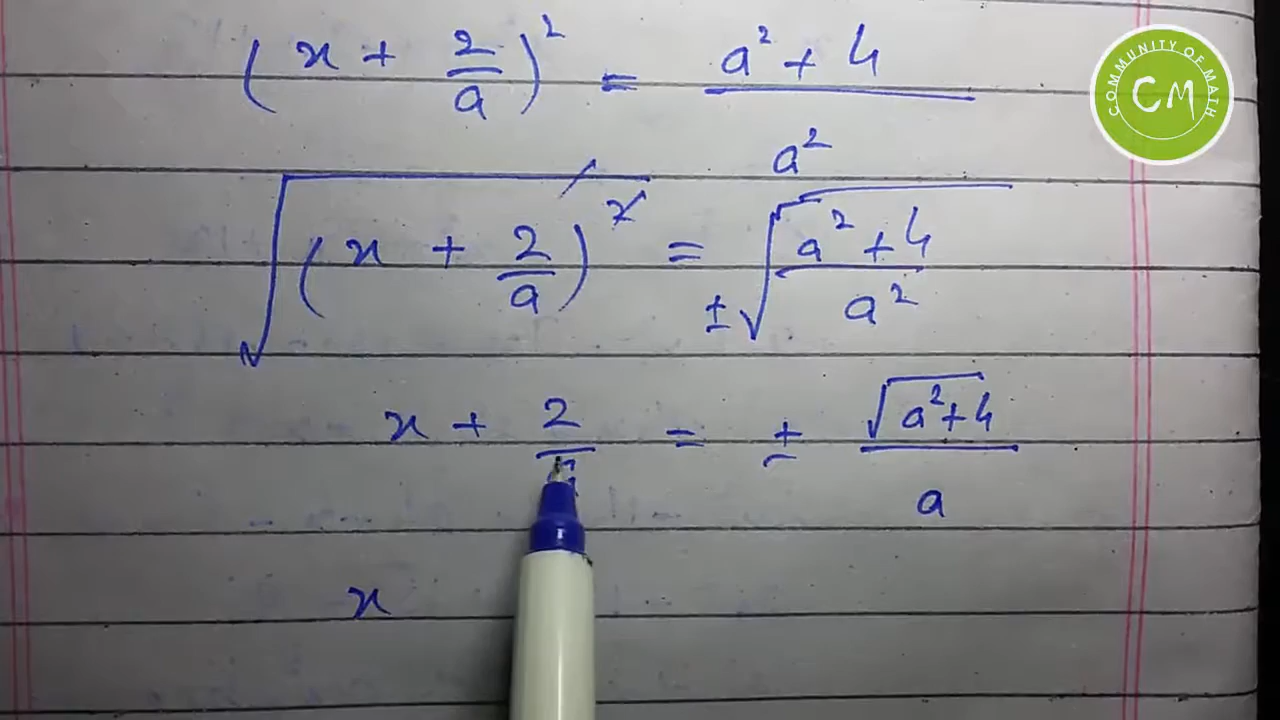 (x + 2/a)² = a² + 4 / a²
√(x + 2/a)² = ± √(a² + 4 / a²)
x + 2/a = ± √(a² + 4) / a
x
COMMUNITY OF MATH
CM